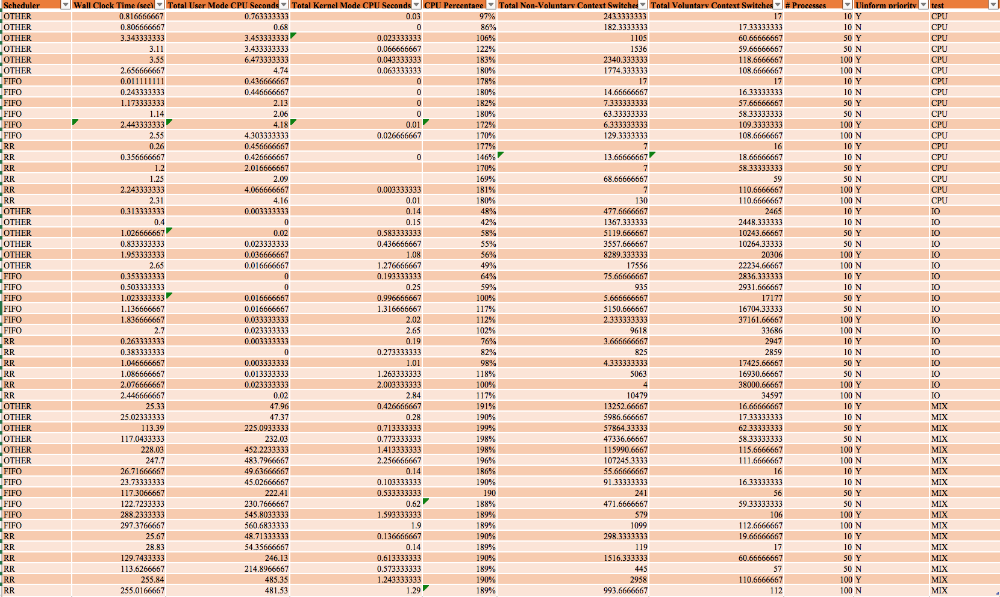 Scheduler Wall Clock Time (sec) Total User Mode CPU Seconds Total Kernel Mode CPU Seconds CPU Percentage Total Non-Voluntary Context Switches Total Voluntary Context Switches # Processes Uinform priority test
OTHER 0.816666667 0.763333333 0.03 97% 243.3333333 17 10 Y CPU
OTHER 0.806666667 0.68 0 86% 182.3333333 17.33333333 10 N CPU
OTHER 3.343333333 3.453333333 0.023333333 106% 1105 60.66666667 50 Y CPU
OTHER 3.11 3.433333333 0.066666667 122% 1536 59.66666667 50 N CPU
OTHER 3.55 6.473333333 0.043333333 183% 2340.333333 118.6666667 100 Y CPU
OTHER 2.656666667 4.74 0.063333333 180% 1774.333333 108.6666667 100 N CPU
FIFO 0.011111111 0.436666667 0 178% 17 17 10 Y CPU
FIFO 0.243333333 0.446666667 0 180% 14.66666667 16.33333333 10 N CPU
FIFO 1.173333333 2.13 0 182% 7.333333333 57.66666667 50 Y CPU
FIFO 1.14 2.06 0 180% 63.33333333 58.33333333 50 N CPU
FIFO 2.443333333 4.18 0.01 172% 6.333333333 109.3333333 100 Y CPU
FIFO 2.55 4.303333333 0.026666667 170% 129.3333333 108.6666667 100 N CPU
RR 0.26 0.456666667 177% 7 16 10 Y CPU
RR 0.356666667 0.426666667 0 146% 13.66666667 18.66666667 10 N CPU
RR 1.2 2.016666667 170% 7 58.33333333 50 Y CPU
RR 1.25 2.09 169% 68.66666667 59 50 N CPU
RR 2.243333333 4.066666667 0.003333333 181% 7 110.6666667 100 Y CPU
RR 2.31 4.16 0.01 180% 130 110.6666667 100 N CPU
OTHER 0.313333333 0.003333333 0.14 48% 477.6666667 2465 10 Y IO
OTHER 0.4 0 0.15 42% 1367.333333 2448.333333 10 N IO
OTHER 1.026666667 0.02 0.583333333 58% 5119.666667 10243.66667 50 Y IO
OTHER 0.833333333 0.023333333 0.436666667 55% 3557.666667 10264.33333 50 N IO
OTHER 1.953333333 0.036666667 1.08 56% 8289.333333 20306 100 Y IO
OTHER 2.65 0.016666667 1.276666667 49% 17556 22234.66667 100 N IO
FIFO 0.353333333 0 0.193333333 64% 75.66666667 2836.333333 10 Y IO
FIFO 0.503333333 0 0.25 59% 935 2931.666667 10 N IO
FIFO 1.023333333 0.016666667 0.996666667 100% 5.666666667 17177 50 Y IO
FIFO 1.136666667 0.016666667 1.316666667 117% 5150.666667 16704.33333 50 N IO
FIFO 1.836666667 0.033333333 2.02 112% 2.333333333 37161.66667 100 Y IO
FIFO 2.7 0.023333333 2.65 102% 9618 33686 100 N IO
RR 0.263333333 0.003333333 0.19 76% 3.666666667 2947 10 Y IO
RR 0.383333333 0 0.273333333 82% 825 2859 10 N IO
RR 1.046666667 0.003333333 1.01 98% 4.333333333 17425.66667 50 Y IO
RR 1.086666667 0.013333333 1.263333333 118% 5063 16930.66667 50 N IO
RR 2.076666667 0.023333333 2.003333333 100% 4 38000.66667 100 Y IO
RR 2.446666667 0.02 2.84 117% 10479 34597 100 N IO
OTHER 25.33 47.96 0.426666667 191% 13252.66667 16.66666667 10 Y MIX
OTHER 25.02333333 47.37 0.28 190% 5986.666667 17.33333333 10 N MIX
OTHER 113.39 225.0933333 0.713333333 199% 57864.33333 62.33333333 50 Y MIX
OTHER 117.0433333 232.03 0.773333333 198% 47336.66667 58.33333333 50 N MIX
OTHER 228.03 452.2233333 1.413333333 198% 115990.6667 115.6666667 100 Y MIX
OTHER 247.7 483.7966667 2.256666667 196% 107245.3333 111.6666667 100 N MIX
FIFO 26.71666667 49.63666667 0.14 186% 55.66666667 16 10 Y MIX
FIFO 23.73333333 45.02666667 0.103333333 190% 91.33333333 16.33333333 10 N MIX
FIFO 117.3066667 222.41 0.533333333 190 241 56 50 Y MIX
FIFO 122.7233333 230.7666667 0.62 188% 471.6666667 59.33333333 50 N MIX
FIFO 288.2333333 545.8033333 1.593333333 189% 579 106 100 Y MIX
FIFO 297.3766667 560.6833333 1.9 189% 1099 112.6666667 100 N MIX
RR 25.67 48.71333333 0.136666667 190% 298.3333333 19.66666667 10 Y MIX
RR 28.83 54.35666667 0.14 189% 119 17 10 N MIX
RR 129.7433333 246.13 0.613333333 190% 1516.333333 60.66666667 50 Y MIX
RR 113.6266667 214.8966667 0.573333333 189% 445 57 50 N MIX
RR 255.84 485.35 1.243333333 190% 2958 110.6666667 100 Y MIX
RR 255.0166667 481.53 1.29 189% 993.6666667 112 100 N MIX